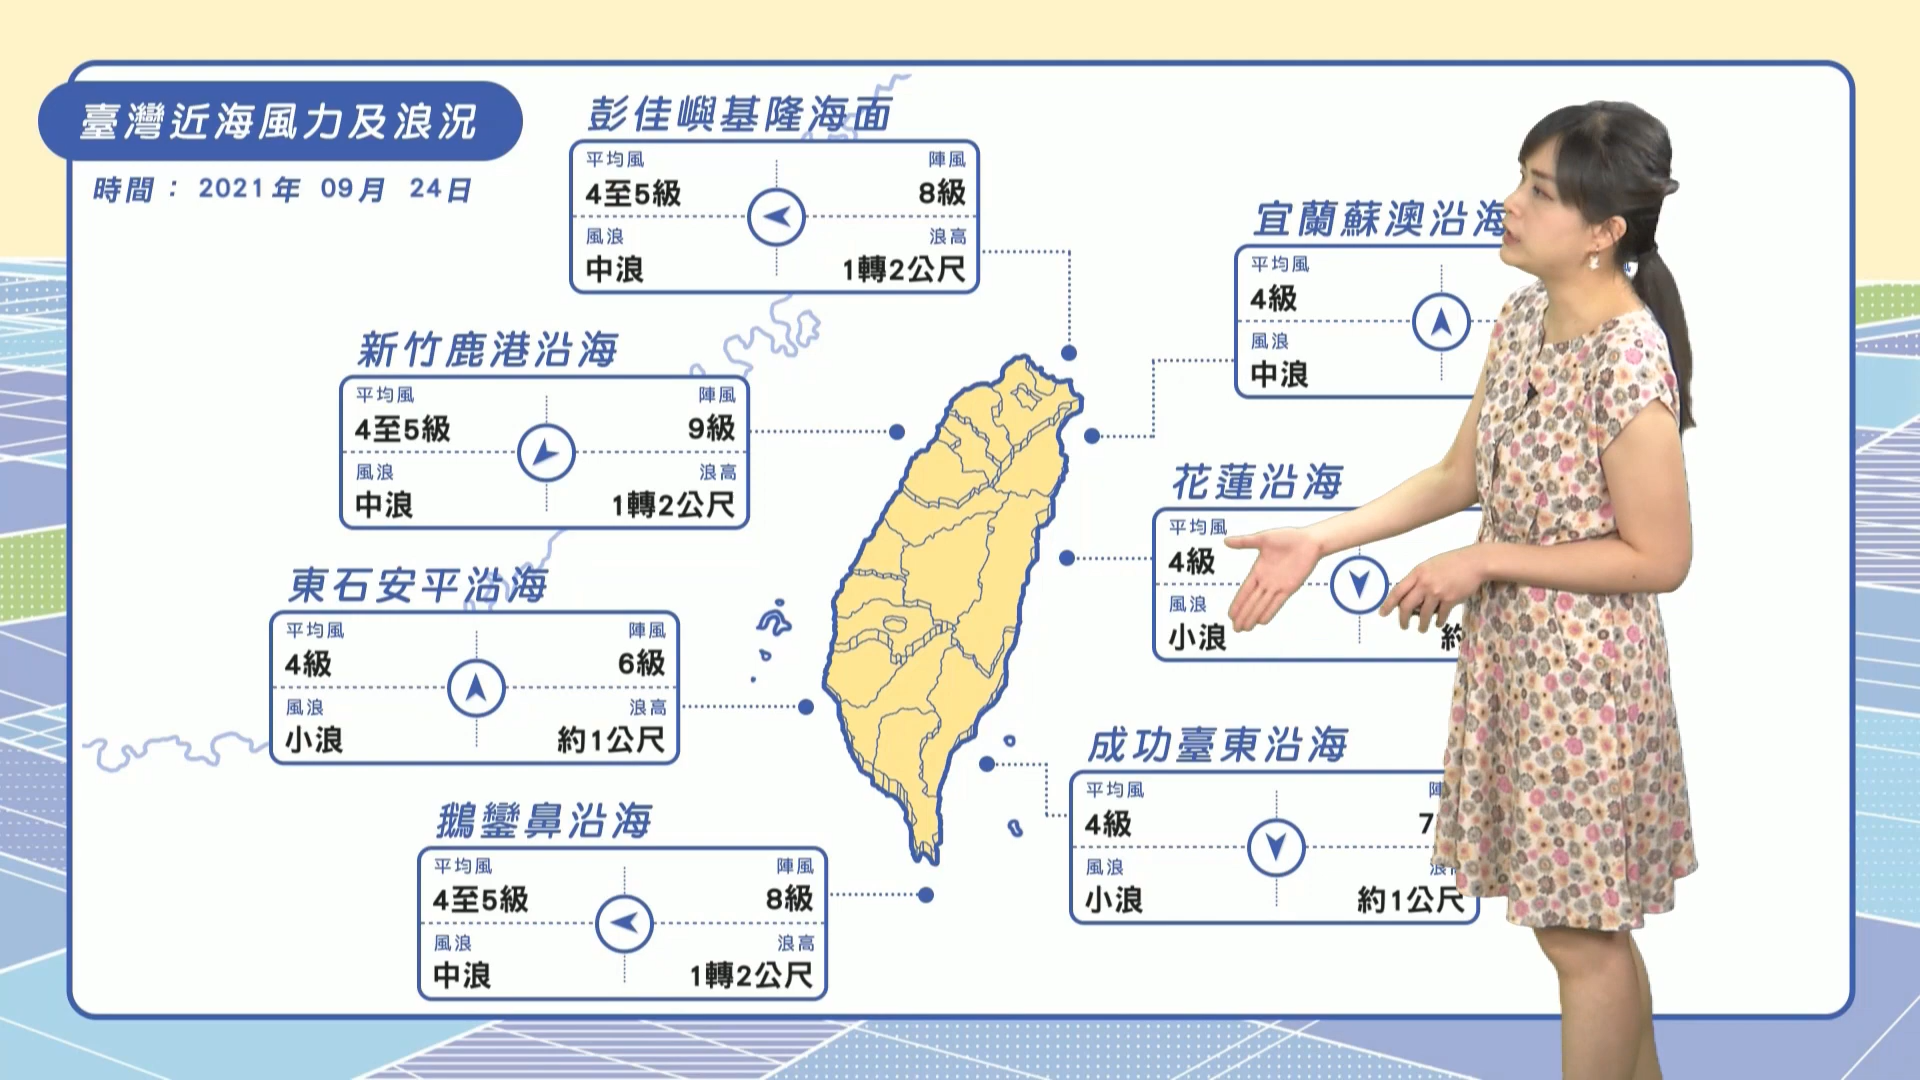 臺灣近海風力及浪況
時間： 2021年 09月 24日
彭佳嶼基隆海面
平均風 陣風
4至5級 8級
風浪 浪高
中浪 1轉2公尺
宜蘭蘇澳沿海
平均風
4級
風浪
中浪
新竹鹿港沿海
平均風 陣風
4至5級 9級
風浪 浪高
中浪 1轉2公尺
花蓮沿海
平均風
4級
風浪
小浪 約
東石安平沿海
平均風 陣風
4級 6級
風浪 浪高
小浪 約1公尺
成功臺東沿海
平均風
4級 7
風浪 浪
小浪 約1公尺
鵝鑾鼻沿海
平均風 陣風
4至5級 8級
風浪 浪高
中浪 1轉2公尺